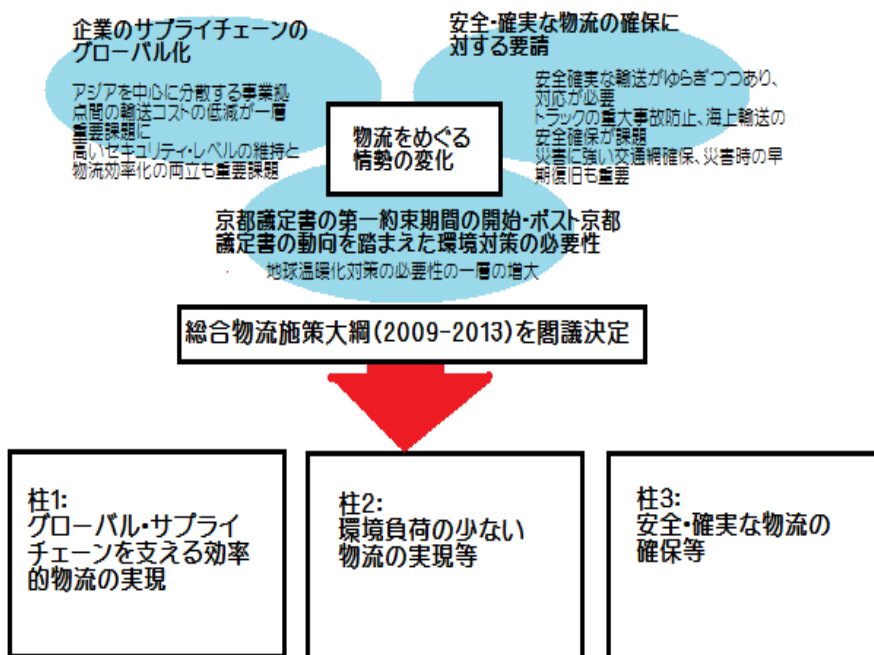 企業のサプライチェーンの
グローバル化
アジアを中心に分散する事業拠
点間の輸送コストの低減が一層
重要課題に
高いセキュリティ・レベルの維持と
物流効率化の両立も重要課題
安全・確実な物流の確保に
対する要請
安全確実な輸送がゆらぎつつあり、
対応が必要
トラックの重大事故防止、海上輸送の
安全確保が課題
災害に強い交通網確保、災害時の早
期復旧も重要
物流をめぐる
情勢の変化
京都議定書の第一約束期間の開始・ポスト京都
議定書の動向を踏まえた環境対策の必要性
地球温暖化対策の必要性の一層の増大
総合物流施策大綱(2009-2013)を閣議決定
柱1:
グローバル・サプライ
チェーンを支える効率
的物流の実現
柱2:
環境負荷の少ない
物流の実現等
柱3:
安全・確実な物流の
確保等